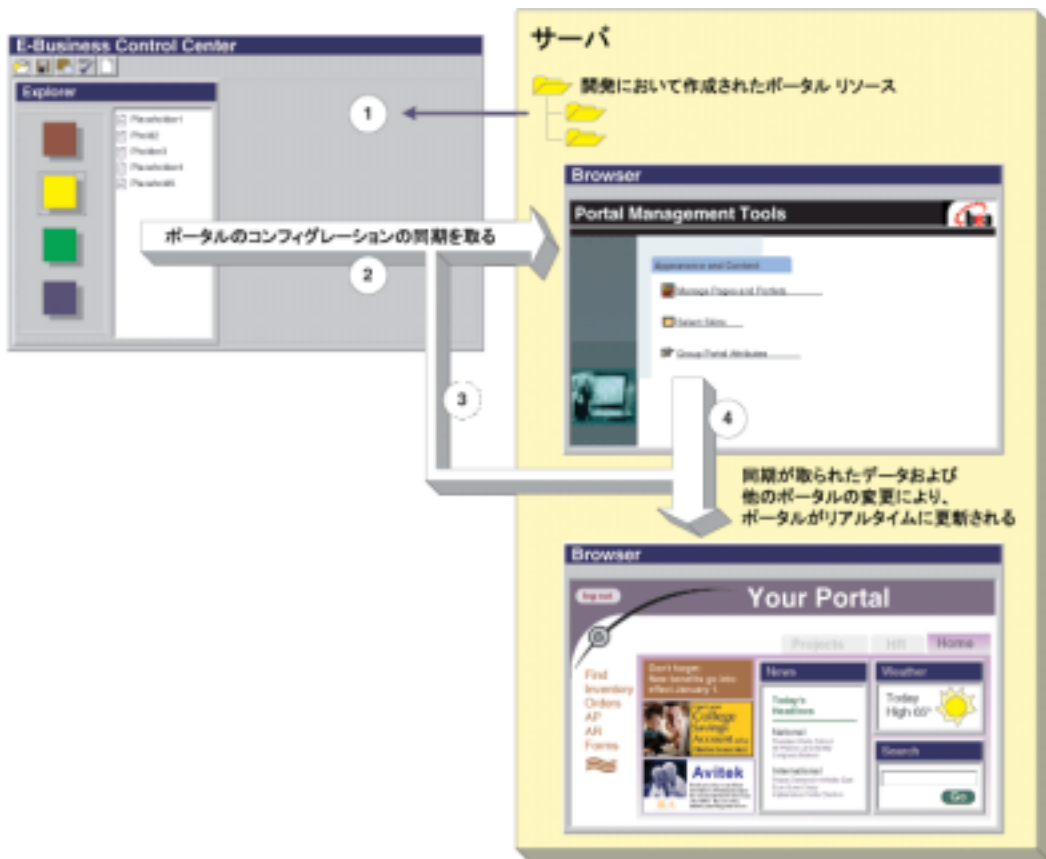 E-Business Control Center
Explorer
Placeholder1
サーバ
開発において作成されたポータル リソース
1
Browser
Portal Management Tools
bea
ポータルのコンフィグレーションの同期を取る
2
Appearance and Content
Manage Pages and Portlets
Select Skins
Group Portal Attributes
3
4
同期が取られたデータおよび
他のポータルの変更により、
ポータルがリアルタイムに更新される
Browser
log out
Your Portal
Projects
HR
Home
Find
Inventory
Orders
AP
AR
Forms
Don't forget:
New benefits go into
effect January 1.
College
Savings
Account
Avitek
News
Today's
Headlines
National
International
Weather
Today
High 65°
Search
Go